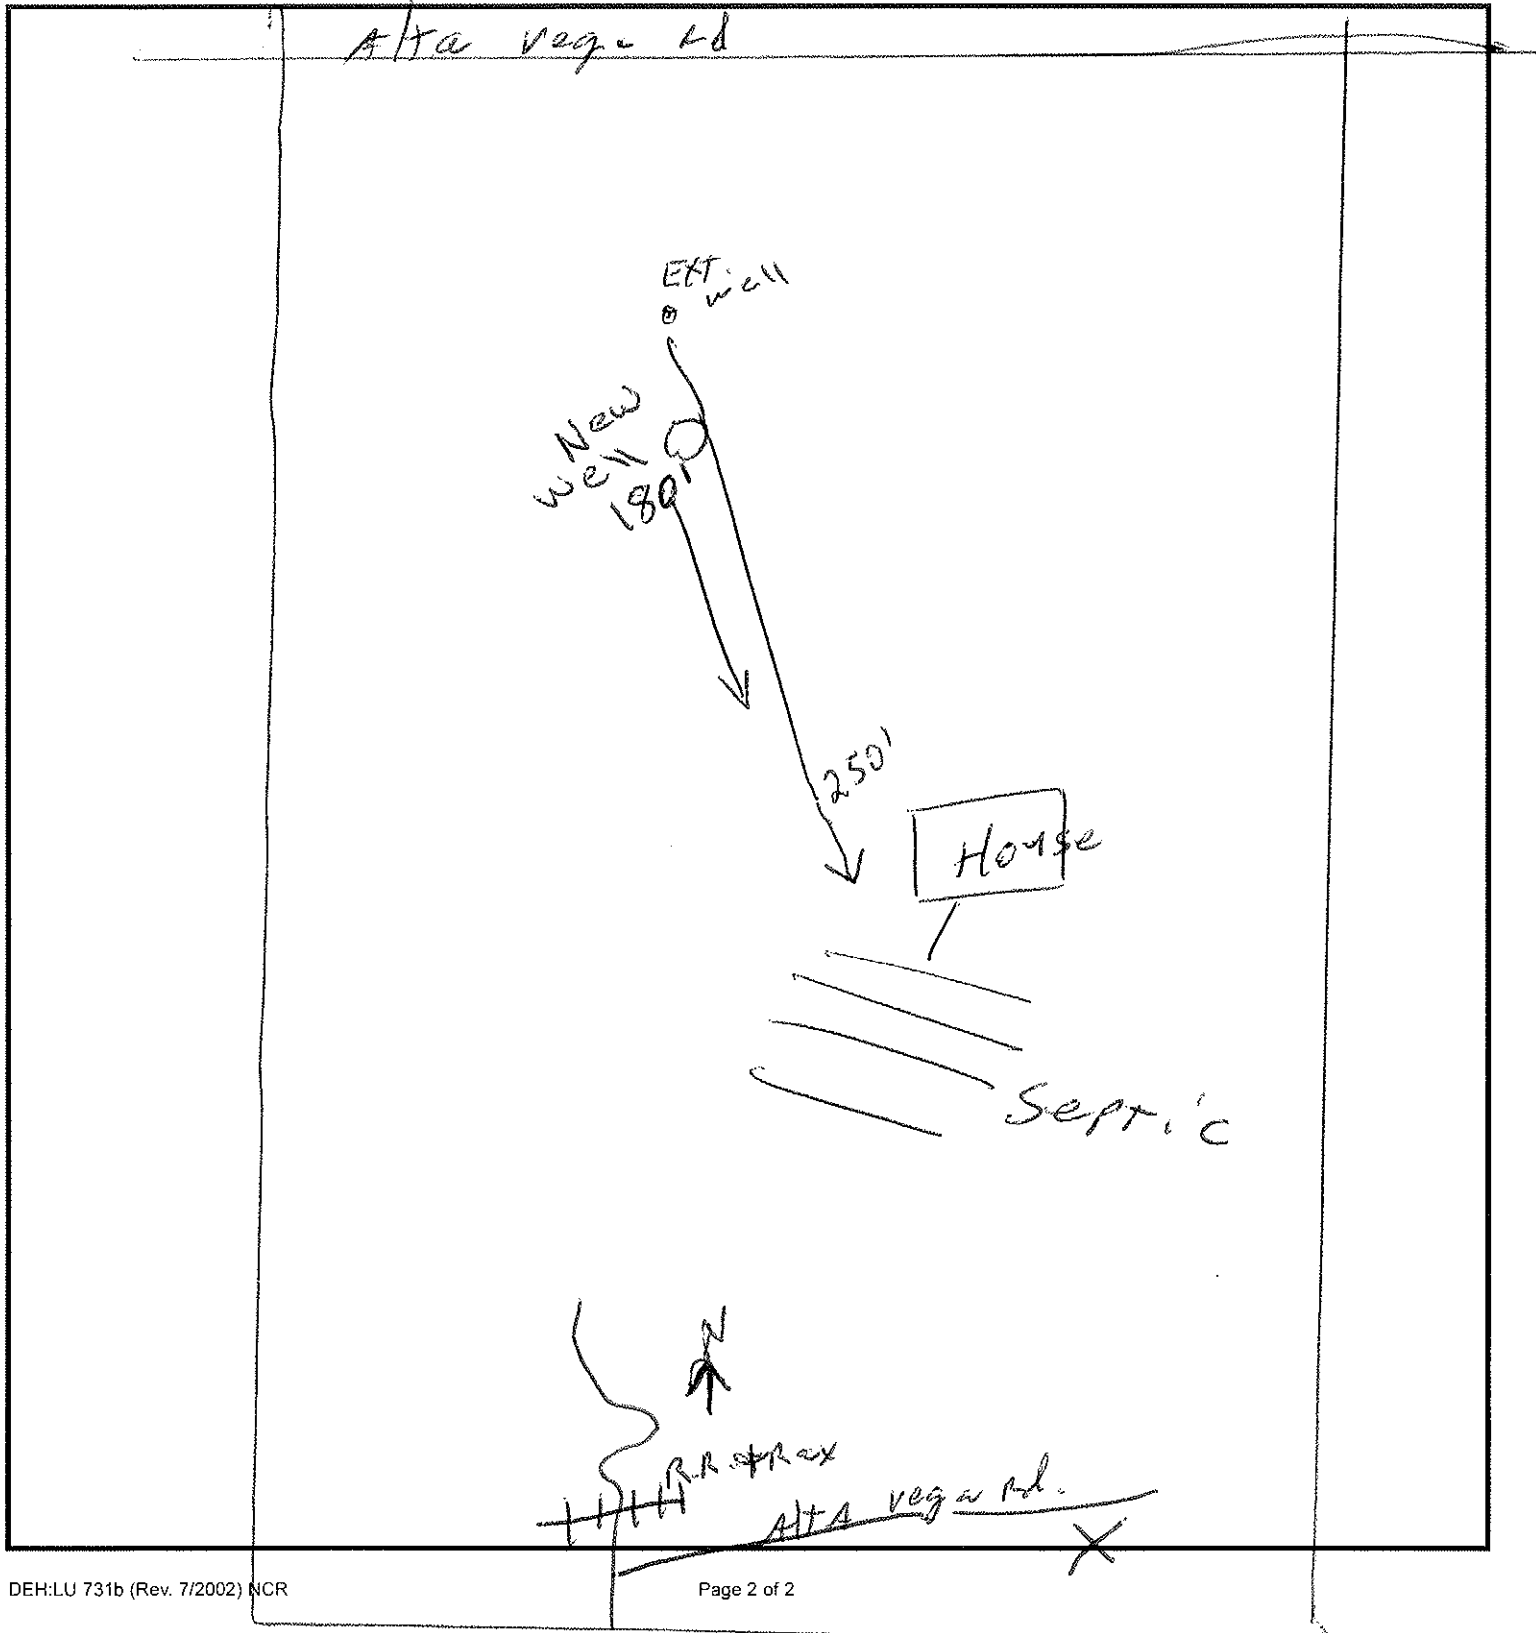 Alta Vega Rd
EXT.
well
New
well
180'
250'
House
Septic
N
R.R. trax
AltA Vega Rd.
DEH:LU 731b (Rev. 7/2002) NCR
Page 2 of 2